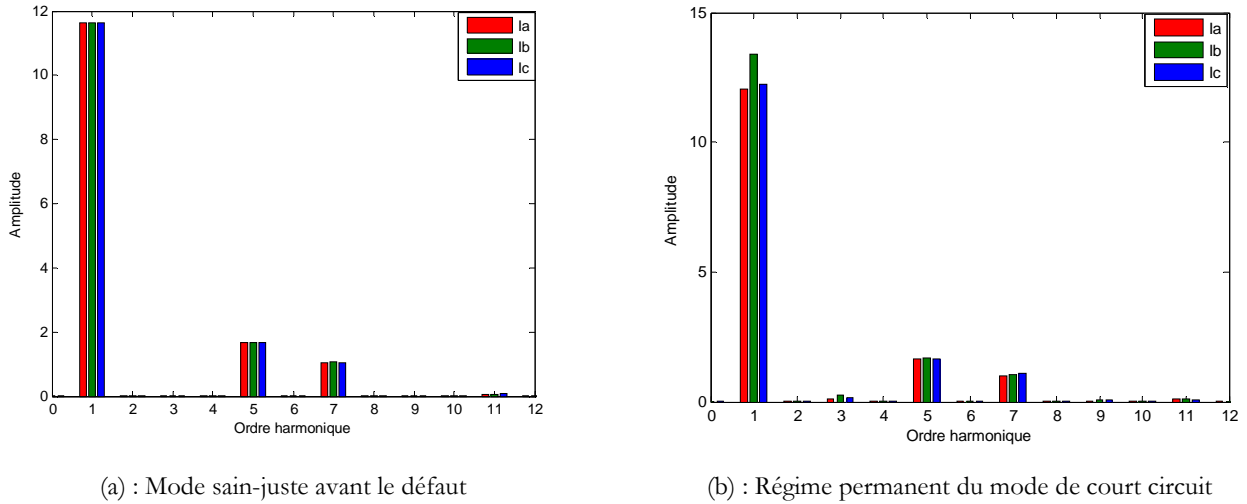 12
10
8
6
4
2
0
Amplitude
0 1 2 3 4 5 6 7 8 9 10 11 12
Ordre harmonique
Ia
Ib
Ic
(a) : Mode sain-juste avant le défaut
15
10
5
0
Amplitude
0 1 2 3 4 5 6 7 8 9 10 11 12
Ordre harmonique
Ia
Ib
Ic
(b) : Régime permanent du mode de court circuit